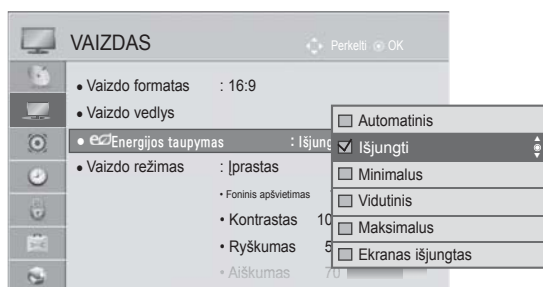 VAIZDAS
Perkelti OK
• Vaizdo formatas : 16:9
• Vaizdo vedlys
• Energijos taupymas : Išjung
• Vaizdo režimas : Įprastas
• Foninis apšvietimas
• Kontrastas 10
• Ryškumas 5
• Aiškumas 70
Automatinis
Išjungti
Minimalus
Vidutinis
Maksimalus
Ekranas išjungtas